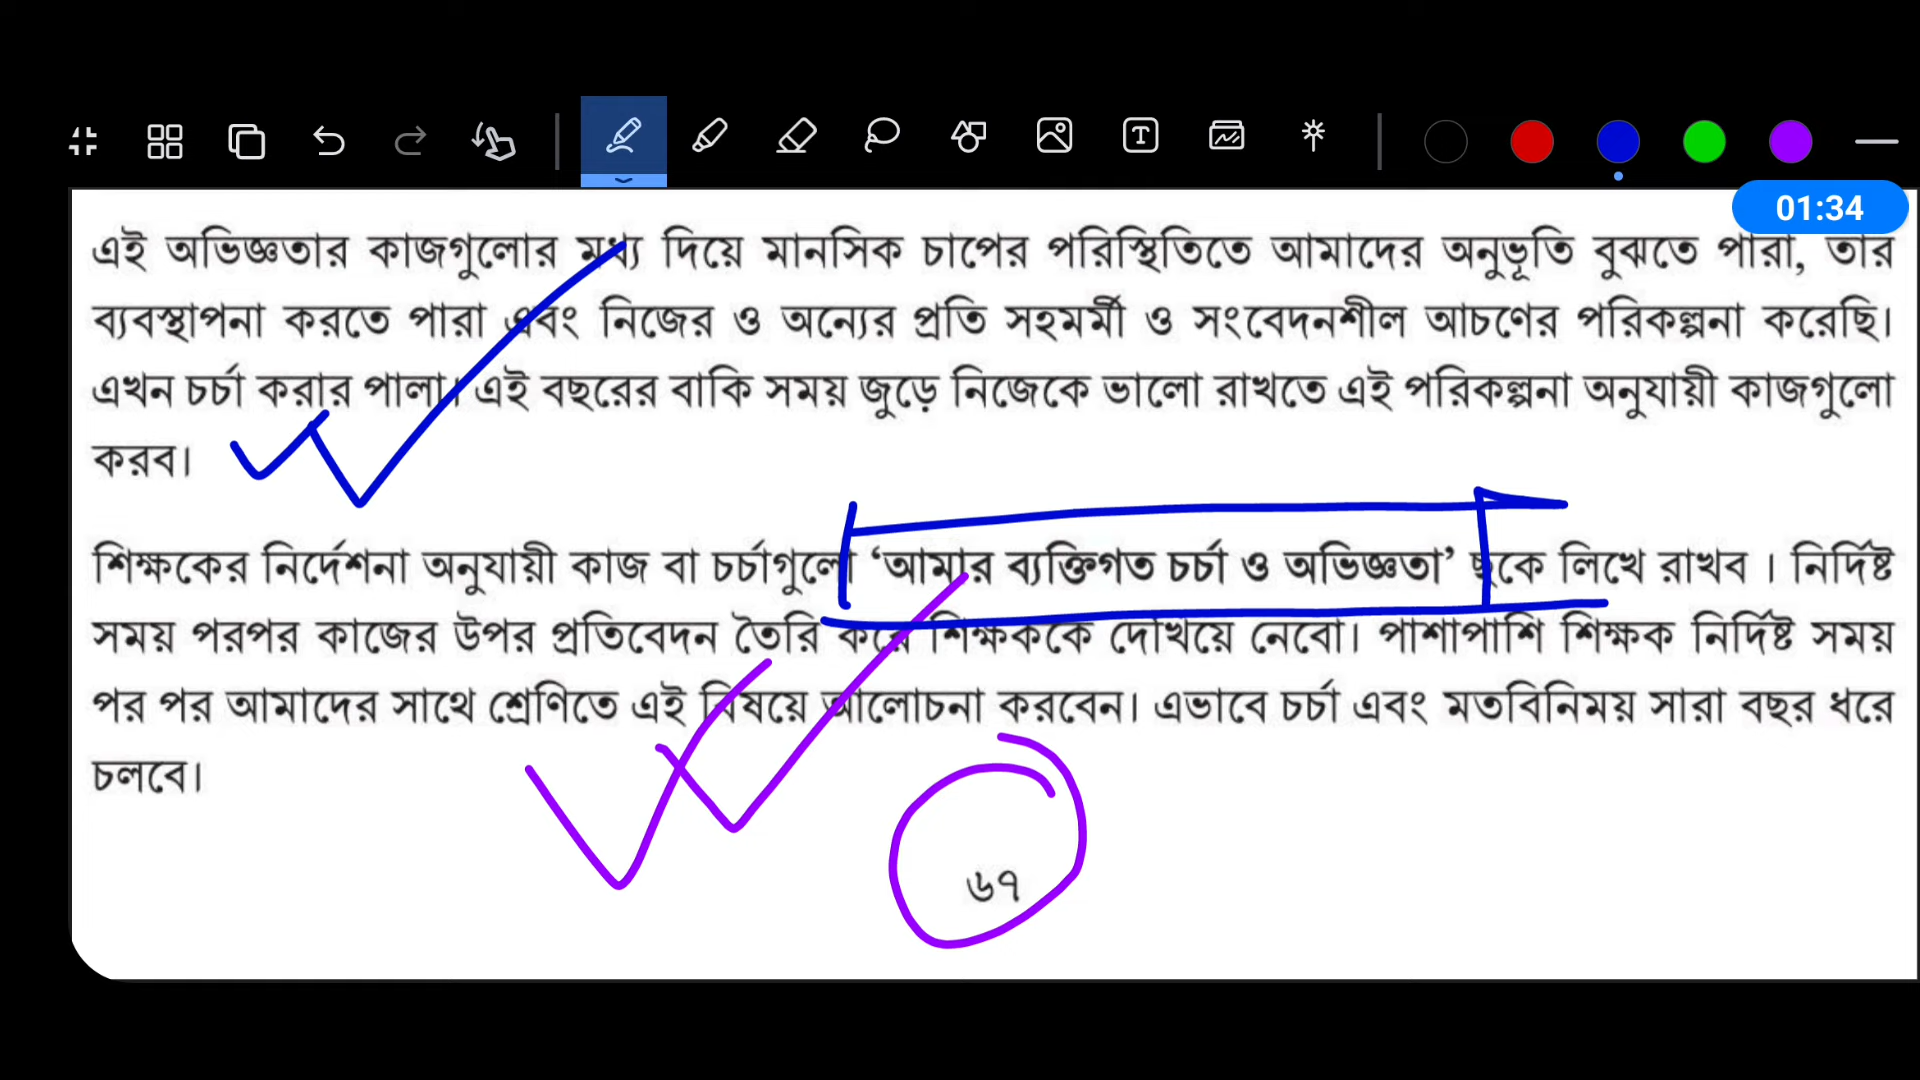 01:34
এই অভিজ্ঞতার কাজগুলোর মধ্য দিয়ে মানসিক চাপের পরিস্থিতিতে আমাদের অনুভূতি বুঝতে পারা, তার
ব্যবস্থাপনা করতে পারা এবং নিজের ও অন্যের প্রতি সহমর্মী ও সংবেদনশীল আচণের পরিকল্পনা করেছি।
এখন চর্চা করার পালা। এই বছরের বাকি সময় জুড়ে নিজেকে ভালো রাখতে এই পরিকল্পনা অনুযায়ী কাজগুলো
করব।
শিক্ষকের নির্দেশনা অনুযায়ী কাজ বা চর্চাগুলো ‘আমার ব্যক্তিগত চর্চা ও অভিজ্ঞতা’ ছকে লিখে রাখব । নির্দিষ্ট
সময় পরপর কাজের উপর প্রতিবেদন তৈরি করে শিক্ষককে দেখিয়ে নেবো। পাশাপাশি শিক্ষক নির্দিষ্ট সময়
পর পর আমাদের সাথে শ্রেণিতে এই বিষয়ে আলোচনা করবেন। এভাবে চর্চা এবং মতবিনিময় সারা বছর ধরে
চলবে।
৬৭